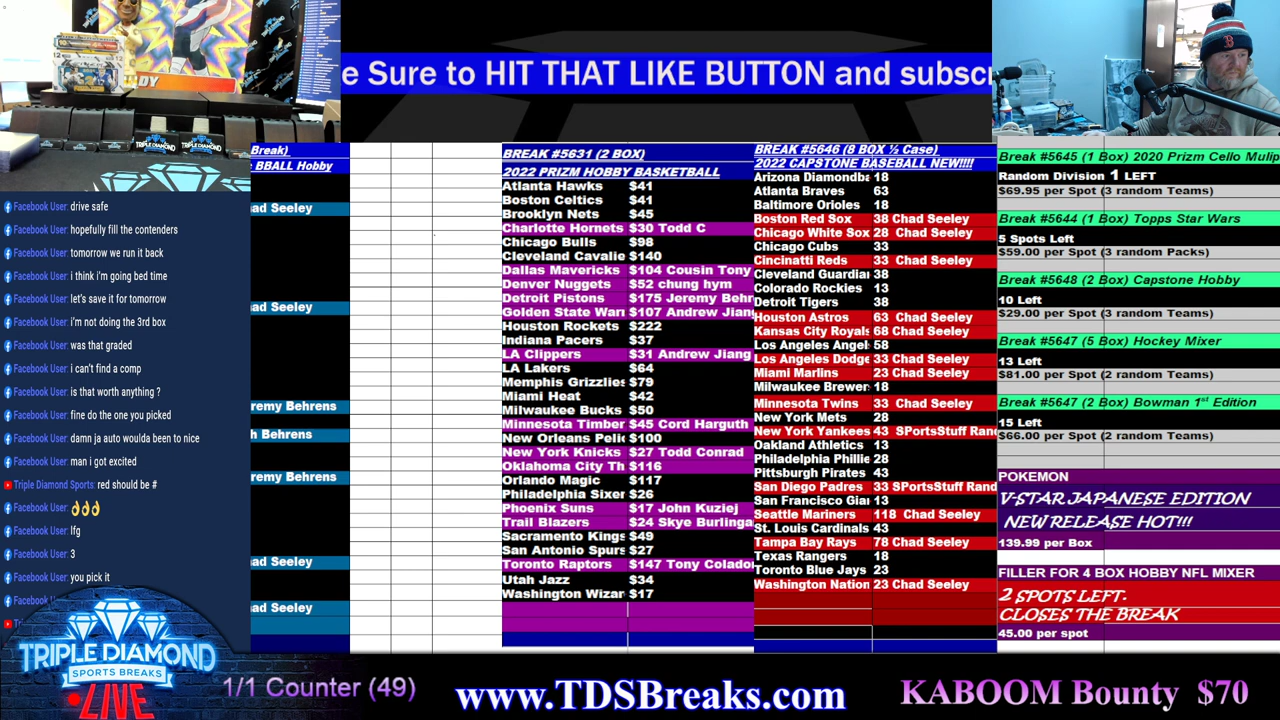 DY
e Sure to HIT THAT LIKE BUTTON and subscr
Facebook User: drive safe
Facebook User: hopefully fill the contenders
Facebook User: tomorrow we run it back
Facebook User: i think i'm going bed time
Facebook User: let's save it for tomorrow
Facebook User: i'm not doing the 3rd box
Facebook User: was that graded
Facebook User: i can't find a comp
Facebook User: is that worth anything ?
Facebook User: fine do the one you picked
Facebook User: damn ja auto woulda been to nice
Facebook User: man i got excited
Triple Diamond Sports: red should be #
Facebook User: 👌👌👌
Facebook User: lfg
Facebook User: 3
Facebook User: you pick it
Facebook
Tri
TRIPLE DIAMOND
SPORTS BREAKS
LIVE
Break)
BBALL Hobby
ad Seeley
ad Seeley
remy Behrens
h Behrens
remy Behrens
ad Seeley
ad Seeley
BREAK #5631 (2 BOX)
2022 PRIZM HOBBY BASKETBALL
Atlanta Hawks $41
Boston Celtics $41
Brooklyn Nets $45
Charlotte Hornets $30 Todd C
Chicago Bulls $98
Cleveland Cavalie $140
Dallas Mavericks $104 Cousin Tony
Denver Nuggets $52 chung hym
Detroit Pistons $175 Jeremy Behr
Golden State Warr $107 Andrew Jiang
Houston Rockets $222
Indiana Pacers $37
LA Clippers $31 Andrew Jiang
LA Lakers $64
Memphis Grizzlies $79
Miami Heat $42
Milwaukee Bucks $50
Minnesota Timber $45 Cord Harguth
New Orleans Pelic $100
New York Knicks $27 Todd Conrad
Oklahoma City Th $116
Orlando Magic $117
Philadelphia Sixer $26
Phoenix Suns $17 John Kuziej
Trail Blazers $24 Skye Burlinga
Sacramento Kings $49
San Antonio Spurs $27
Toronto Raptors $147 Tony Colado
Utah Jazz $34
Washington Wizar $17
BREAK #5646 (8 BOX ½ Case)
2022 CAPSTONE BASEBALL NEW!!!!
Arizona Diamondba 18
Atlanta Braves 63
Baltimore Orioles 18
Boston Red Sox 38 Chad Seeley
Chicago White Sox 28 Chad Seeley
Chicago Cubs 33
Cincinatti Reds 33 Chad Seeley
Cleveland Guardian 38
Colorado Rockies 13
Detroit Tigers 38
Houston Astros 63 Chad Seeley
Kansas City Royals 68 Chad Seeley
Los Angeles Angel 58
Los Angeles Dodge 33 Chad Seeley
Miami Marlins 23 Chad Seeley
Milwaukee Brewer 18
Minnesota Twins 33 Chad Seeley
New York Mets 28
New York Yankees 43 SPortsStuff Rand
Oakland Athletics 13
Philadelphia Phillie 28
Pittsburgh Pirates 43
San Diego Padres 33 SPortsStuff Rand
San Francisco Gia 13
Seattle Mariners 118 Chad Seeley
St. Louis Cardinals 43
Tampa Bay Rays 78 Chad Seeley
Texas Rangers 18
Toronto Blue Jays 23
Washington Nation 23 Chad Seeley
Break #5645 (1 Box) 2020 Prizm Cello Mulip
Random Division 1 LEFT
$69.95 per Spot (3 random Teams)
Break #5644 (1 Box) Topps Star Wars
5 Spots Left
$59.00 per Spot (3 random Packs)
Break #5648 (2 Box) Capstone Hobby
10 Left
$29.00 per Spot (3 random Teams)
Break #5647 (5 Box) Hockey Mixer
13 Left
$81.00 per Spot (2 random Teams)
Break #5647 (2 Box) Bowman 1st Edition
15 Left
$66.00 per Spot (2 random Teams)
POKEMON
V-STAR JAPANESE EDITION
NEW RELEASE HOT!!!
139.99 per Box
FILLER FOR 4 BOX HOBBY NFL MIXER
2 SPOTS LEFT.
CLOSES THE BREAK
45.00 per spot
1/1 Counter (49)
www.TDSBreaks.com
KABOOM Bounty $70